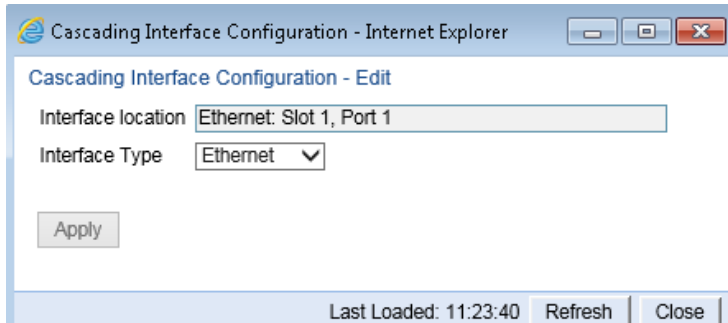 Cascading Interface Configuration - Internet Explorer
Cascading Interface Configuration - Edit
Interface location Ethernet: Slot 1, Port 1
Interface Type Ethernet
Apply
Last Loaded: 11:23:40 Refresh Close